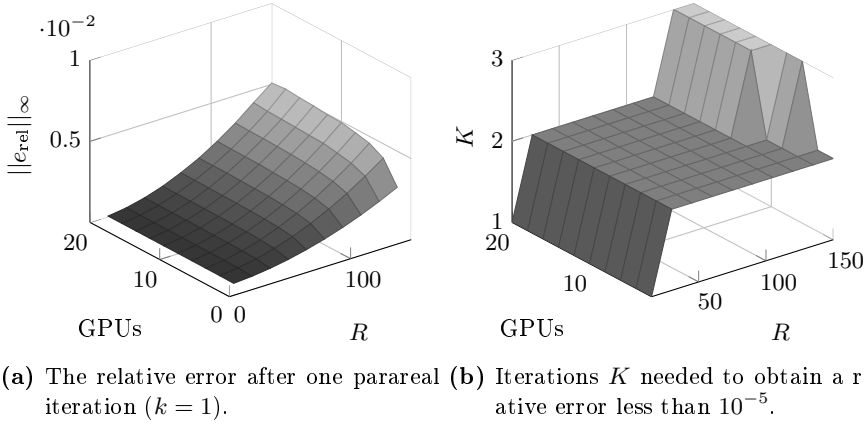 ·10−2
1
0.5
||e_rel||∞
20
10
0
GPUs
0
100
R
3
2
1
K
20
10
GPUs
50
100
150
R
(a) The relative error after one parareal
iteration (k = 1).
(b) Iterations K needed to obtain a r
ative error less than 10−5.